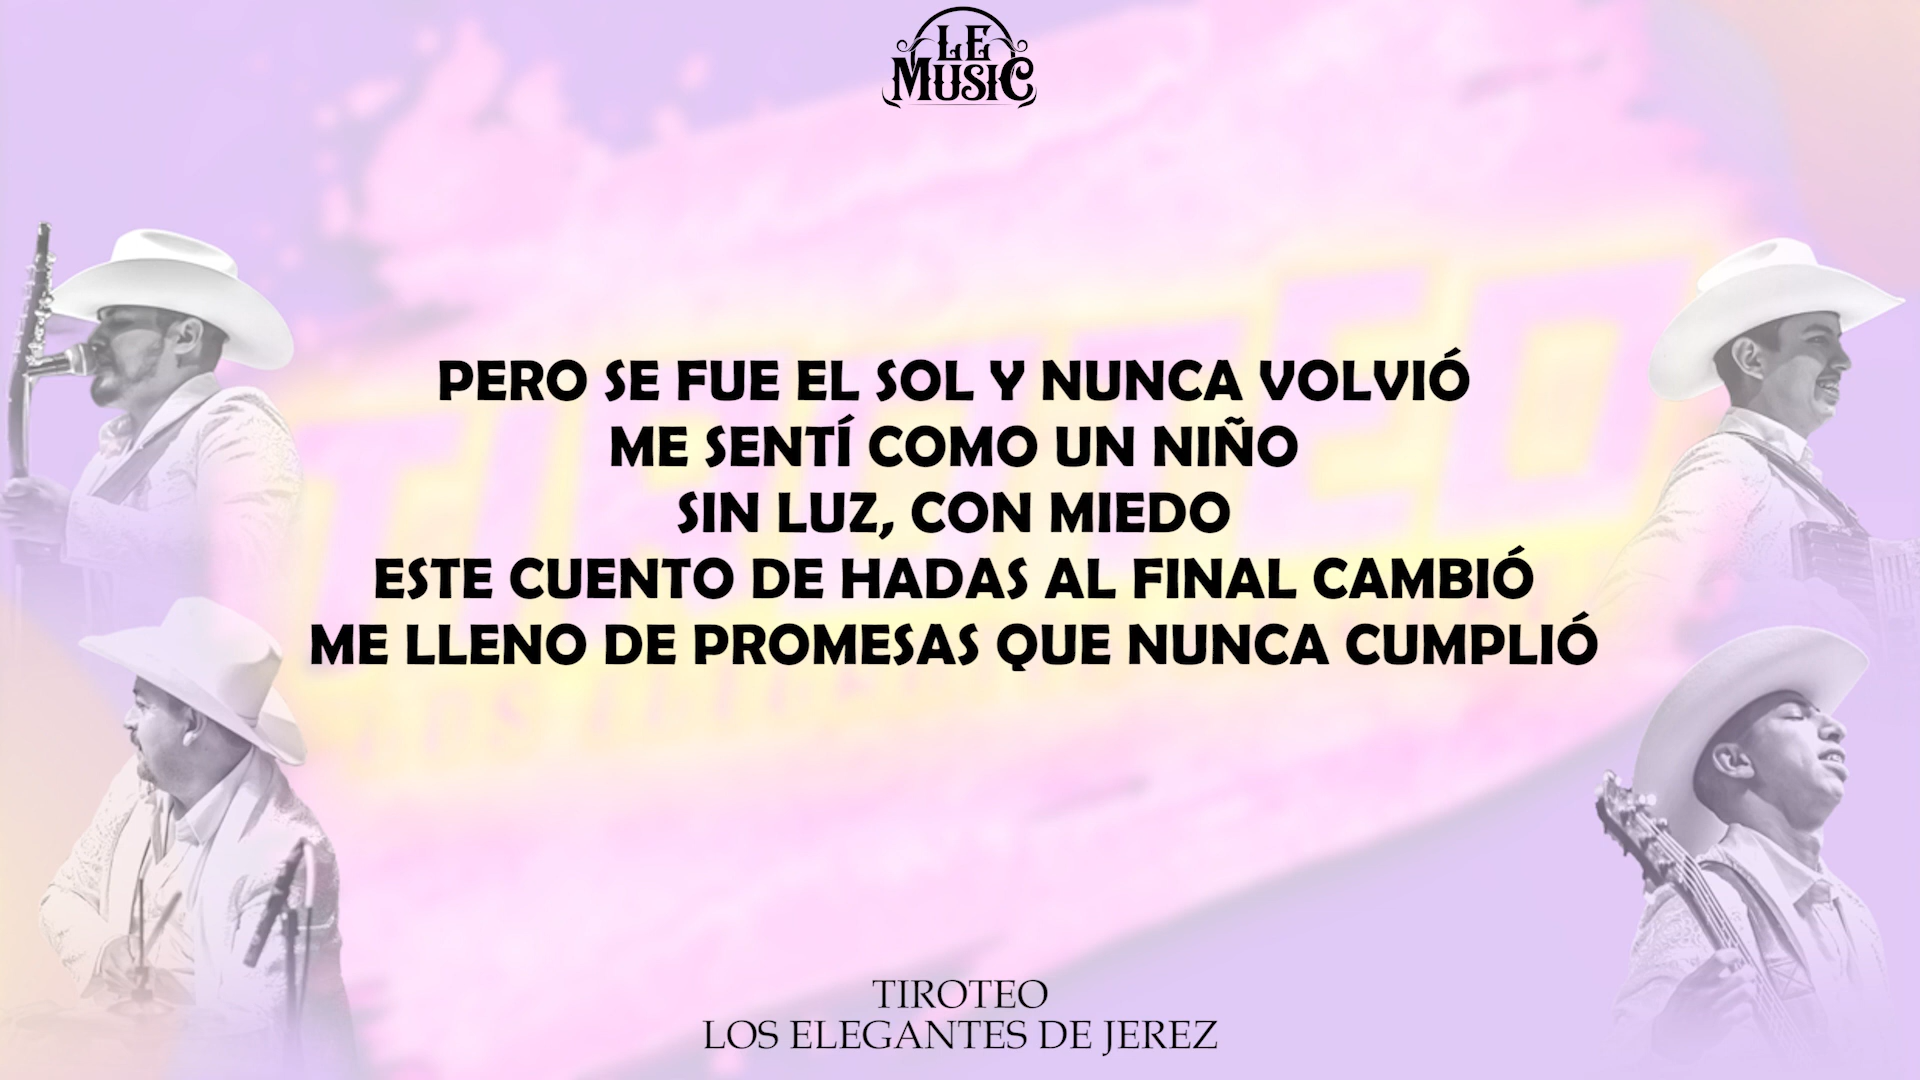 LE
MUSIC
PERO SE FUE EL SOL Y NUNCA VOLVIÓ
ME SENTÍ COMO UN NIÑO
SIN LUZ, CON MIEDO
ESTE CUENTO DE HADAS AL FINAL CAMBIÓ
ME LLENO DE PROMESAS QUE NUNCA CUMPLIÓ
TIROTEO
LOS ELEGANTES DE JEREZ